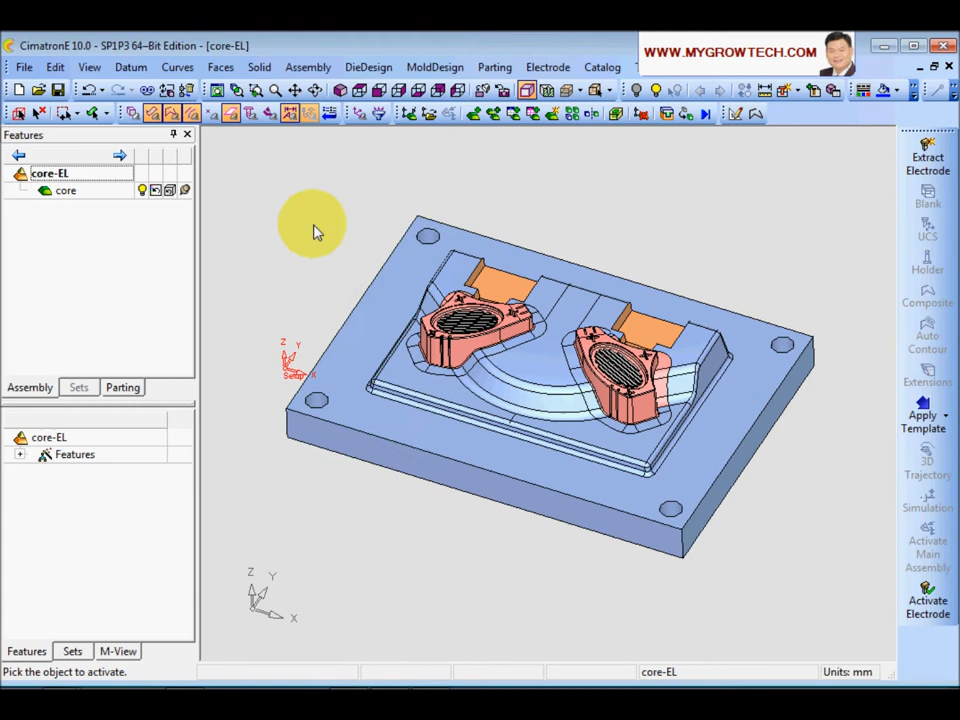 CimatronE 10.0 - SP1P3 64-Bit Edition - [core-EL]
WWW.MYGROWTECH.COM
File Edit View Datum Curves Faces Solid Assembly DieDesign MoldDesign Parting Electrode Catalog
Features
core-EL
core
Assembly Sets Parting
core-EL
Features
Features Sets M-View
Pick the object to activate.
Z
Y
X
Setup
Z
Y
X
Extract
Electrode
Blank
UCS
Holder
Composite
Auto
Contour
Extensions
Apply
Template
3D
Trajectory
Simulation
Activate
Main
Assembly
Activate
Electrode
core-EL
Units: mm